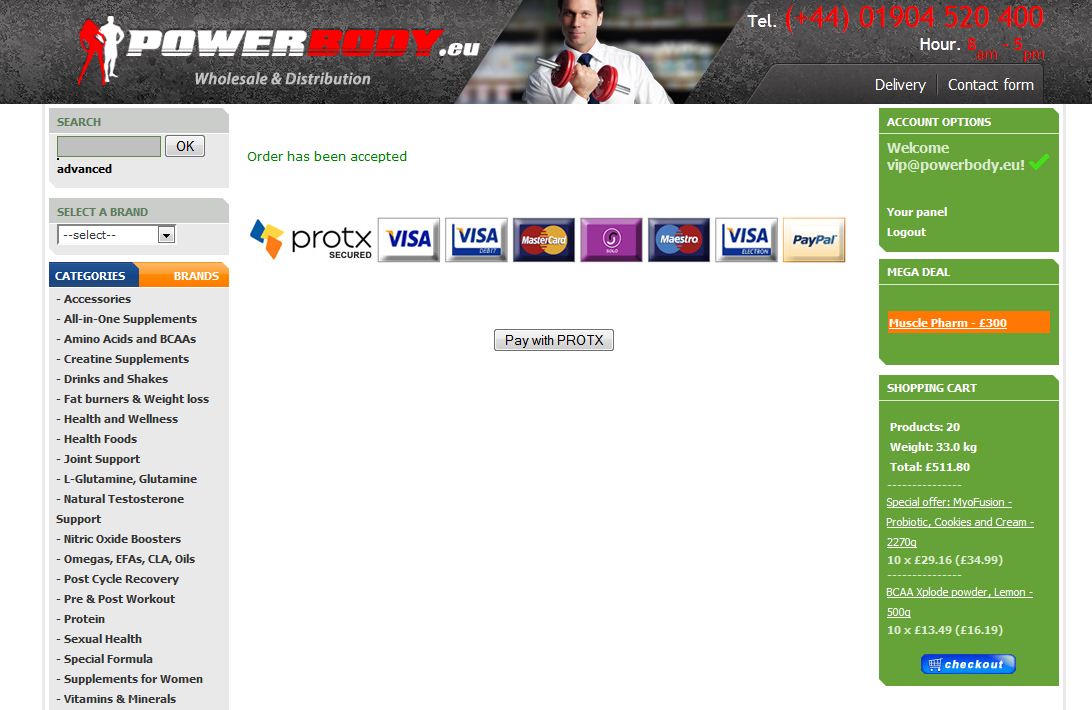 POWERBODY.eu
Wholesale & Distribution
Tel. (+44) 01904 520 400
Hour. 8am - 5pm
Delivery
Contact form
SEARCH
OK
advanced
SELECT A BRAND
--select--
CATEGORIES
BRANDS
- Accessories
- All-in-One Supplements
- Amino Acids and BCAAs
- Creatine Supplements
- Drinks and Shakes
- Fat burners & Weight loss
- Health and Wellness
- Health Foods
- Joint Support
- L-Glutamine, Glutamine
- Natural Testosterone
Support
- Nitric Oxide Boosters
- Omegas, EFAs, CLA, Oils
- Post Cycle Recovery
- Pre & Post Workout
- Protein
- Sexual Health
- Special Formula
- Supplements for Women
- Vitamins & Minerals
Order has been accepted
protx
SECURED
VISA
VISA
DEBIT
MasterCard
SOLO
Maestro
VISA
ELECTRON
PayPal
Pay with PROTX
ACCOUNT OPTIONS
Welcome
vip@powerbody.eu!
Your panel
Logout
MEGA DEAL
Muscle Pharm - £300
SHOPPING CART
Products: 20
Weight: 33.0 kg
Total: £511.80
---------------
Special offer: MyoFusion -
Probiotic, Cookies and Cream -
2270g
10 x £29.16 (£34.99)
---------------
BCAA Xplode powder, Lemon -
500g
10 x £13.49 (£16.19)
checkout